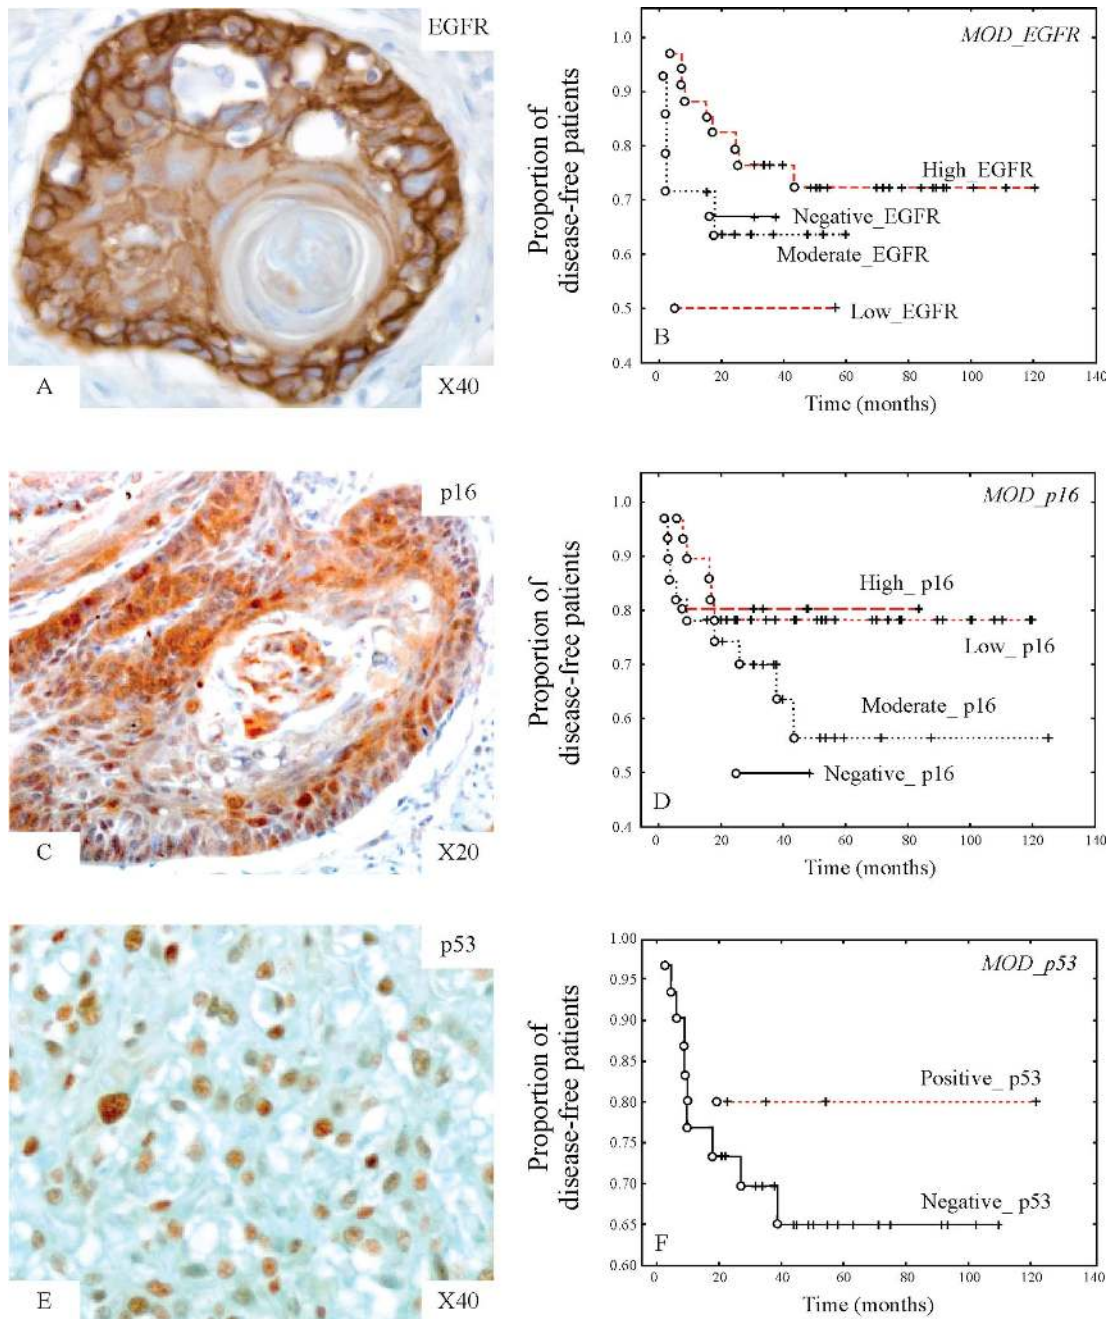 EGFR
A
X40
MOD_EGFR
Proportion of
disease-free patients
1.0
0.9
0.8
0.7
0.6
0.5
0.4
High_EGFR
Negative_EGFR
Moderate_EGFR
Low_EGFR
B
0 20 40 60 80 100 120 140
Time (months)
p16
C
X20
MOD_p16
Proportion of
disease-free patients
1.0
0.9
0.8
0.7
0.6
0.5
0.4
High_ p16
Low_ p16
Moderate_ p16
Negative_ p16
D
0 20 40 60 80 100 120 140
Time (months)
p53
E
X40
MOD_p53
Proportion of
disease-free patients
1.00
0.95
0.90
0.85
0.80
0.75
0.70
0.65
0.60
Positive_ p53
Negative_ p53
F
0 20 40 60 80 100 120 140
Time (months)